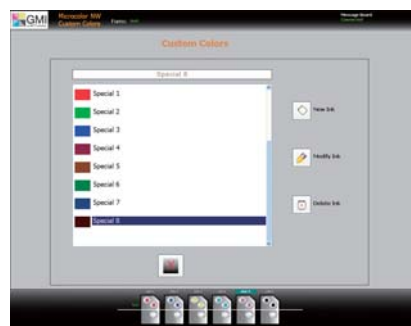 GMI
Microcolor NW
Custom Colors
Message Board
Custom Colors
Special 8
Special 1
Special 2
Special 3
Special 4
Special 5
Special 6
Special 7
Special 8
New Ink
Modify Ink
Delete Ink